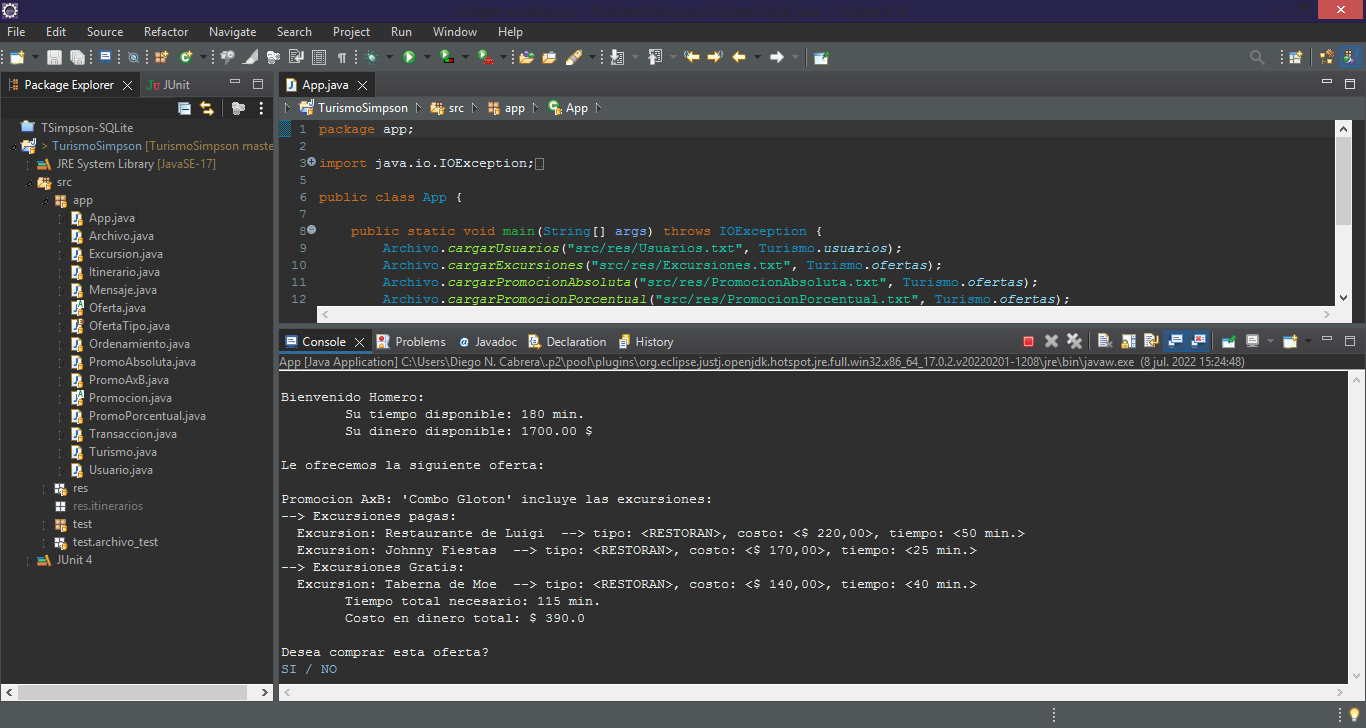 File Edit Source Refactor Navigate Search Project Run Window Help
Package Explorer
JUnit
App.java
TurismoSimpson src app App
TSimpson-SQLite
> TurismoSimpson [TurismoSimpson maste
JRE System Library [JavaSE-17]
src
app
App.java
Archivo.java
Excursion.java
Itinerario.java
Mensaje.java
Oferta.java
OfertaTipo.java
Ordenamiento.java
PromoAbsoluta.java
PromoAxB.java
Promocion.java
PromoPorcentual.java
Transaccion.java
Turismo.java
Usuario.java
res
res.itinerarios
test
test.archivo_test
JUnit 4
1 package app;
2
3 import java.io.IOException;
5
6 public class App {
7
8 public static void main(String[] args) throws IOException {
9 Archivo.cargarUsuarios("src/res/Usuarios.txt", Turismo.usuarios);
10 Archivo.cargarExcursiones("src/res/Excursiones.txt", Turismo.ofertas);
11 Archivo.cargarPromocionAbsoluta("src/res/PromocionAbsoluta.txt", Turismo.ofertas);
12 Archivo.cargarPromocionPorcentual("src/res/PromocionPorcentual.txt", Turismo.ofertas);
Console Problems @ Javadoc Declaration History
App [Java Application] C:\Users\Diego N. Cabrera\.p2\pool\plugins\org.eclipse.justj.openjdk.hotspot.jre.full.win32.x86_64_17.0.2.v20220201-1208\jre\bin\javaw.exe (8 jul. 2022 15:24:48)
Bienvenido Homero:
Su tiempo disponible: 180 min.
Su dinero disponible: 1700.00 $
Le ofrecemos la siguiente oferta:
Promocion AxB: 'Combo Gloton' incluye las excursiones:
--> Excursiones pagas:
Excursion: Restaurante de Luigi --> tipo: <RESTORAN>, costo: <$ 220,00>, tiempo: <50 min.>
Excursion: Johnny Fiestas --> tipo: <RESTORAN>, costo: <$ 170,00>, tiempo: <25 min.>
--> Excursiones Gratis:
Excursion: Taberna de Moe --> tipo: <RESTORAN>, costo: <$ 140,00>, tiempo: <40 min.>
Tiempo total necesario: 115 min.
Costo en dinero total: $ 390.0
Desea comprar esta oferta?
SI / NO